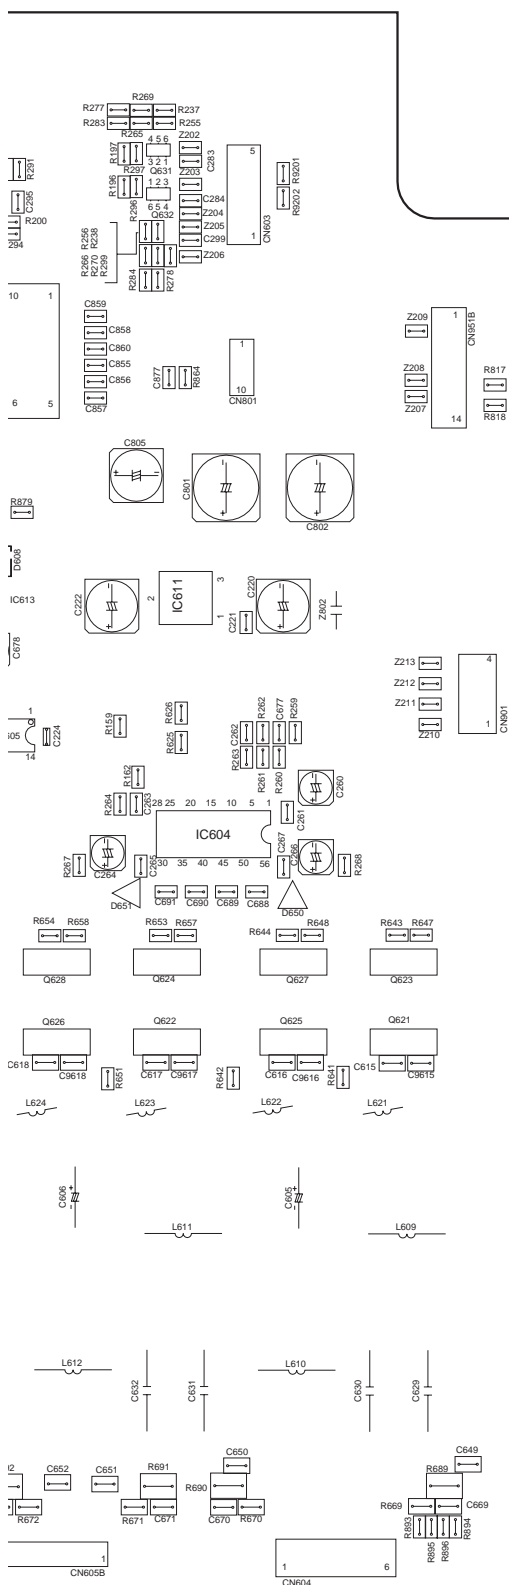 R269
R277
R237
R283
R255
R265
R197
4 5 6
Z202
3 2 1
C283
5
R291
R297
Q631
Z203
R9201
R196
1 2 3
C295
R296
6 5 4
C284
R9202
R200
Q632
Z204
Z205
294
R256
R238
C299
1
CN603
R266
R270
R299
Z206
R284
R278
10
1
C859
C858
C860
C855
C856
C857
6
5
C877
R864
1
10
CN801
Z209
1
CN951B
Z208
Z207
14
R817
R818
C805
+
–
C801
–
+
–
+
C802
R879
D608
IC613
C222
–
+
2
IC611
3
1
C220
–
+
C221
Z802
C678
Z213
Z212
Z211
Z210
4
1
CN901
1
605
14
C224
R159
R626
R625
C262
R262
C677
R259
R263
R261
R260
R162
R264
C263
C260
C261
28 25 20 15 10 5 1
IC604
30 35 40 45 50 56
R267
C264
C265
C267
C266
R268
D651
C691
C690
C689
C688
D650
R654
R658
R653
R657
R644
R648
R643
R647
Q628
Q624
Q627
Q623
Q626
Q622
Q625
Q621
C618
C9618
R651
C617
C9617
R642
C616
C9616
R641
C615
C9615
L624
L623
L622
L621
C606
+
–
C605
+
–
L611
L609
L612
C632
C631
L610
C630
C629
C652
C651
R691
C650
R690
C649
R689
R672
R671
C671
C670
R670
R669
C669
R893
R895
R896
R894
1
CN605B
1
6
CN604